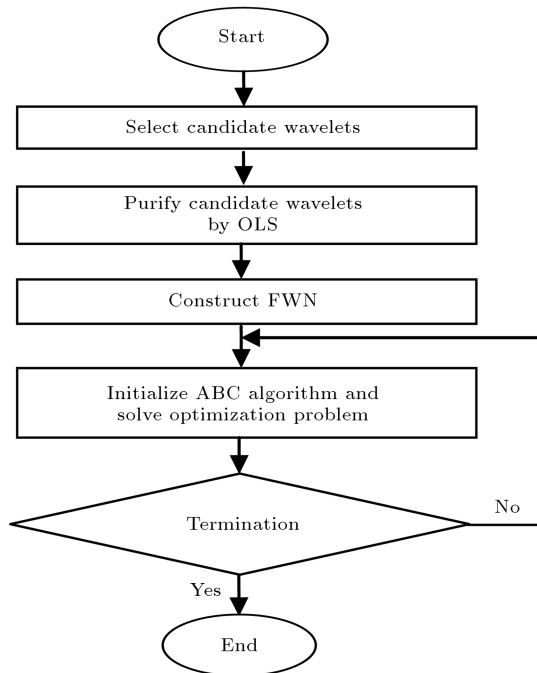 Start
Select candidate wavelets
Purify candidate wavelets
by OLS
Construct FWN
Initialize ABC algorithm and
solve optimization problem
Termination
No
Yes
End